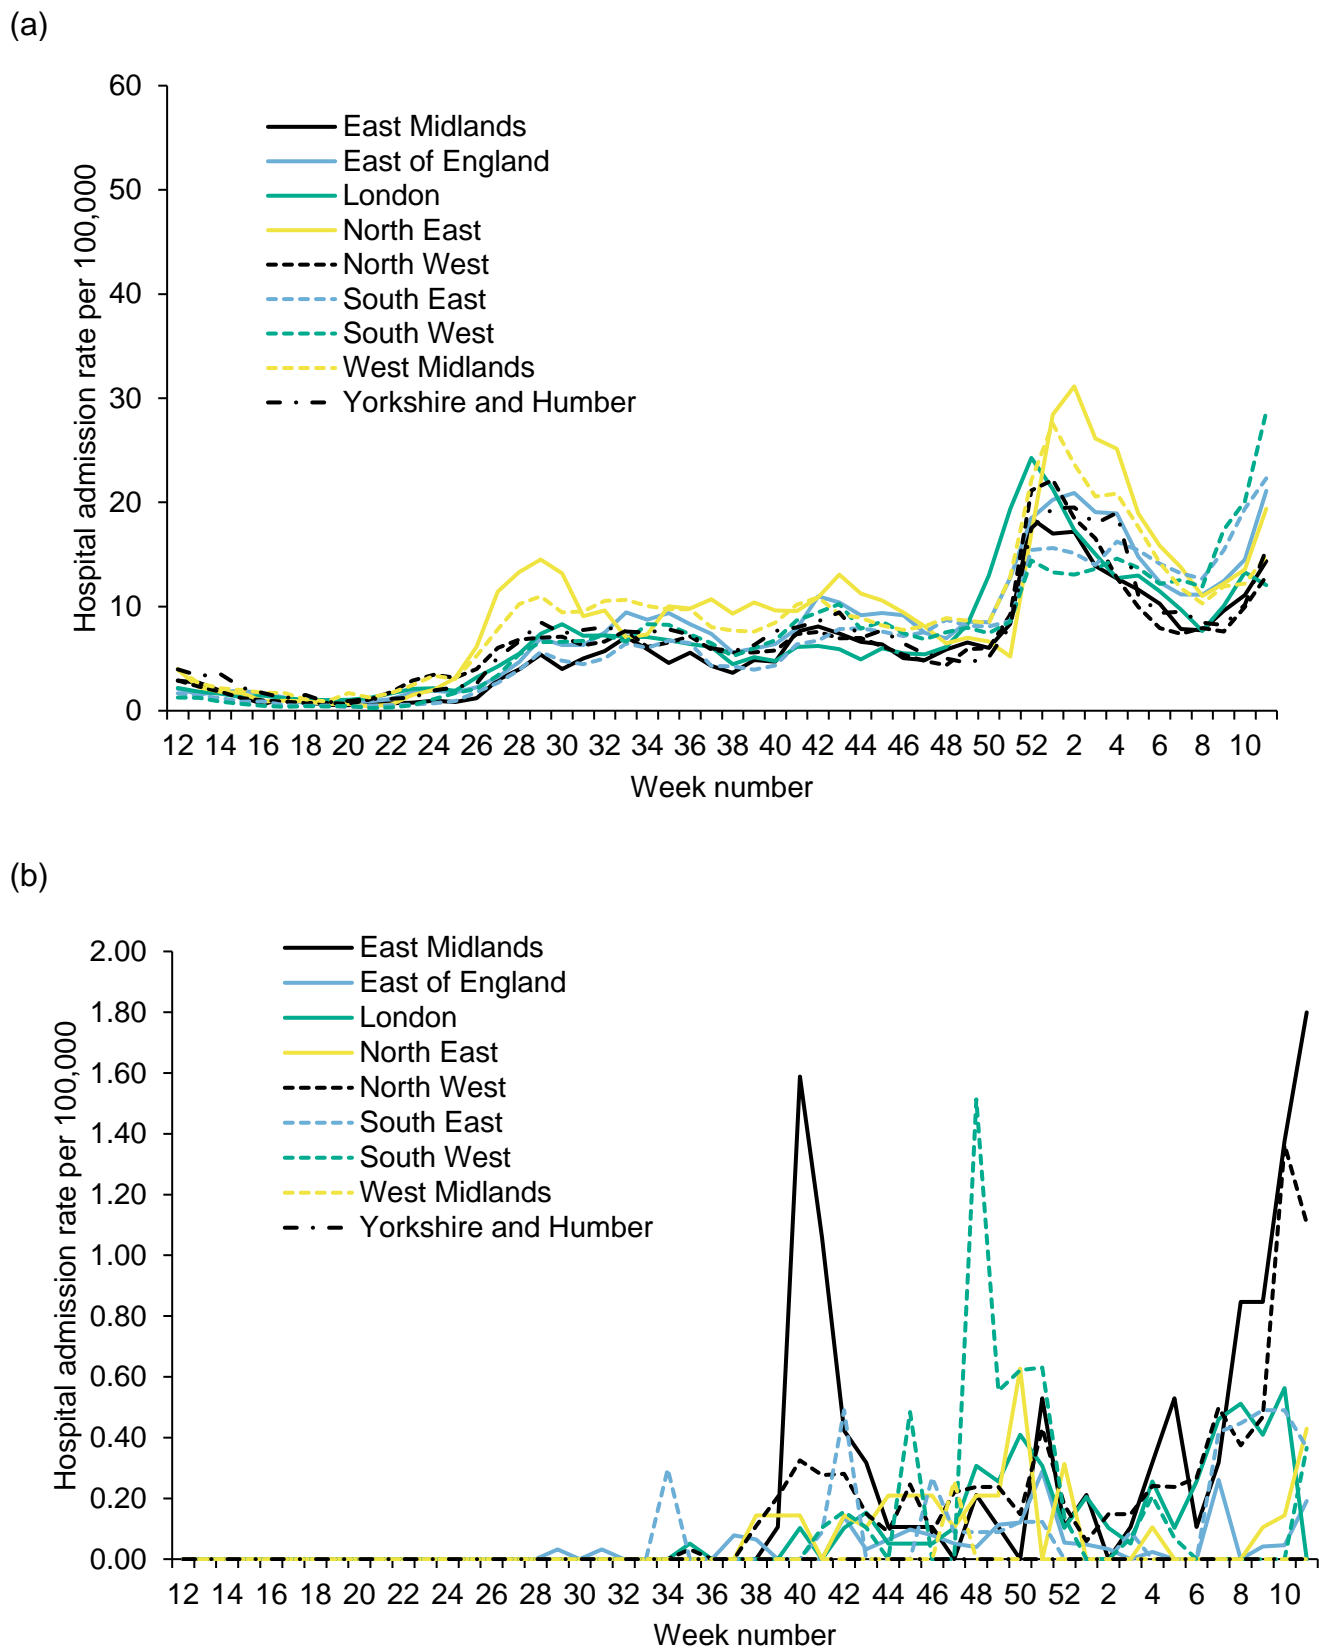 (a)
60
50
40
30
20
10
0
Hospital admission rate per 100,000
East Midlands
East of England
London
North East
North West
South East
South West
West Midlands
Yorkshire and Humber
12 14 16 18 20 22 24 26 28 30 32 34 36 38 40 42 44 46 48 50 52 2 4 6 8 10
Week number
(b)
2.00
1.80
1.60
1.40
1.20
1.00
0.80
0.60
0.40
0.20
0.00
Hospital admission rate per 100,000
East Midlands
East of England
London
North East
North West
South East
South West
West Midlands
Yorkshire and Humber
12 14 16 18 20 22 24 26 28 30 32 34 36 38 40 42 44 46 48 50 52 2 4 6 8 10
Week number